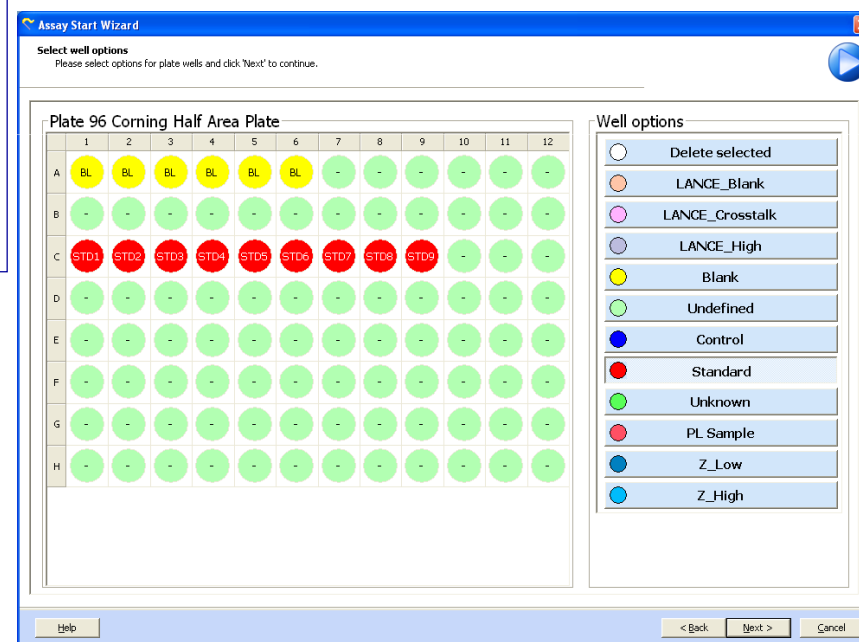 Assay Start Wizard
Select well options
Please select options for plate wells and click 'Next' to continue.
Plate 96 Corning Half Area Plate
1 2 3 4 5 6 7 8 9 10 11 12
A BL BL BL BL BL BL - - - - - -
B - - - - - - - - - - - -
C STD1 STD2 STD3 STD4 STD5 STD6 STD7 STD8 STD9 - - -
D - - - - - - - - - - - -
E - - - - - - - - - - - -
F - - - - - - - - - - - -
G - - - - - - - - - - - -
H - - - - - - - - - - - -
Well options
Delete selected
LANCE_Blank
LANCE_Crosstalk
LANCE_High
Blank
Undefined
Control
Standard
Unknown
PL Sample
Z_Low
Z_High
Help
< Back
Next >
Cancel